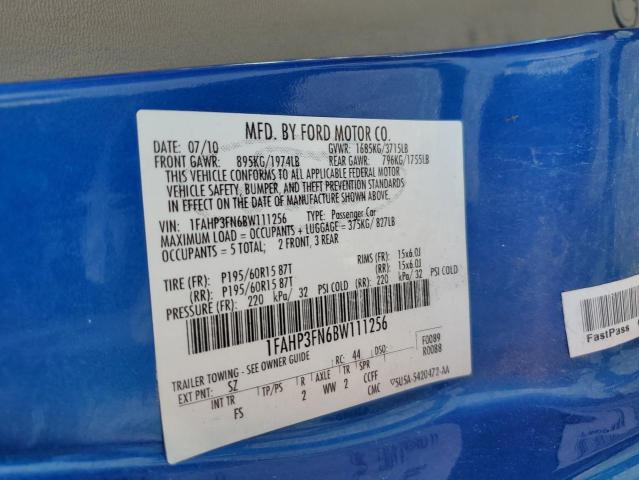 MFD. BY FORD MOTOR CO.
DATE: 07/10 GVWR: 1685KG/3715LB
FRONT GAWR: 895KG/1974LB REAR GAWR: 796KG/1755LB
THIS VEHICLE CONFORMS TO ALL APPLICABLE FEDERAL MOTOR
VEHICLE SAFETY, BUMPER, AND THEFT PREVENTION STANDARDS
IN EFFECT ON THE DATE OF MANUFACTURE SHOWN ABOVE.
VIN: 1FAHP3FN6BW111256 TYPE: Passenger Car
MAXIMUM LOAD = OCCUPANTS + LUGGAGE = 375KG/ 827LB
OCCUPANTS = 5 TOTAL; 2 FRONT, 3 REAR
TIRE (FR): P195/60R15 87T RIMS (FR): 15x6.0J
(RR): P195/60R15 87T (RR): 15x6.0J
PRESSURE (FR): 220 kPa/ 32 PSI COLD (RR): 220 kPa/ 32 PSI COLD
1FAHP3FN6BW111256
F0089
R0088
TRAILER TOWING - SEE OWNER GUIDE RC: 44 DSO:
EXT PNT: SZ TP/PS R AXLE TR SPR
INT TR 2 WW 2 CCFF
FS CMC 5U5A-5420472-AA
FastPass